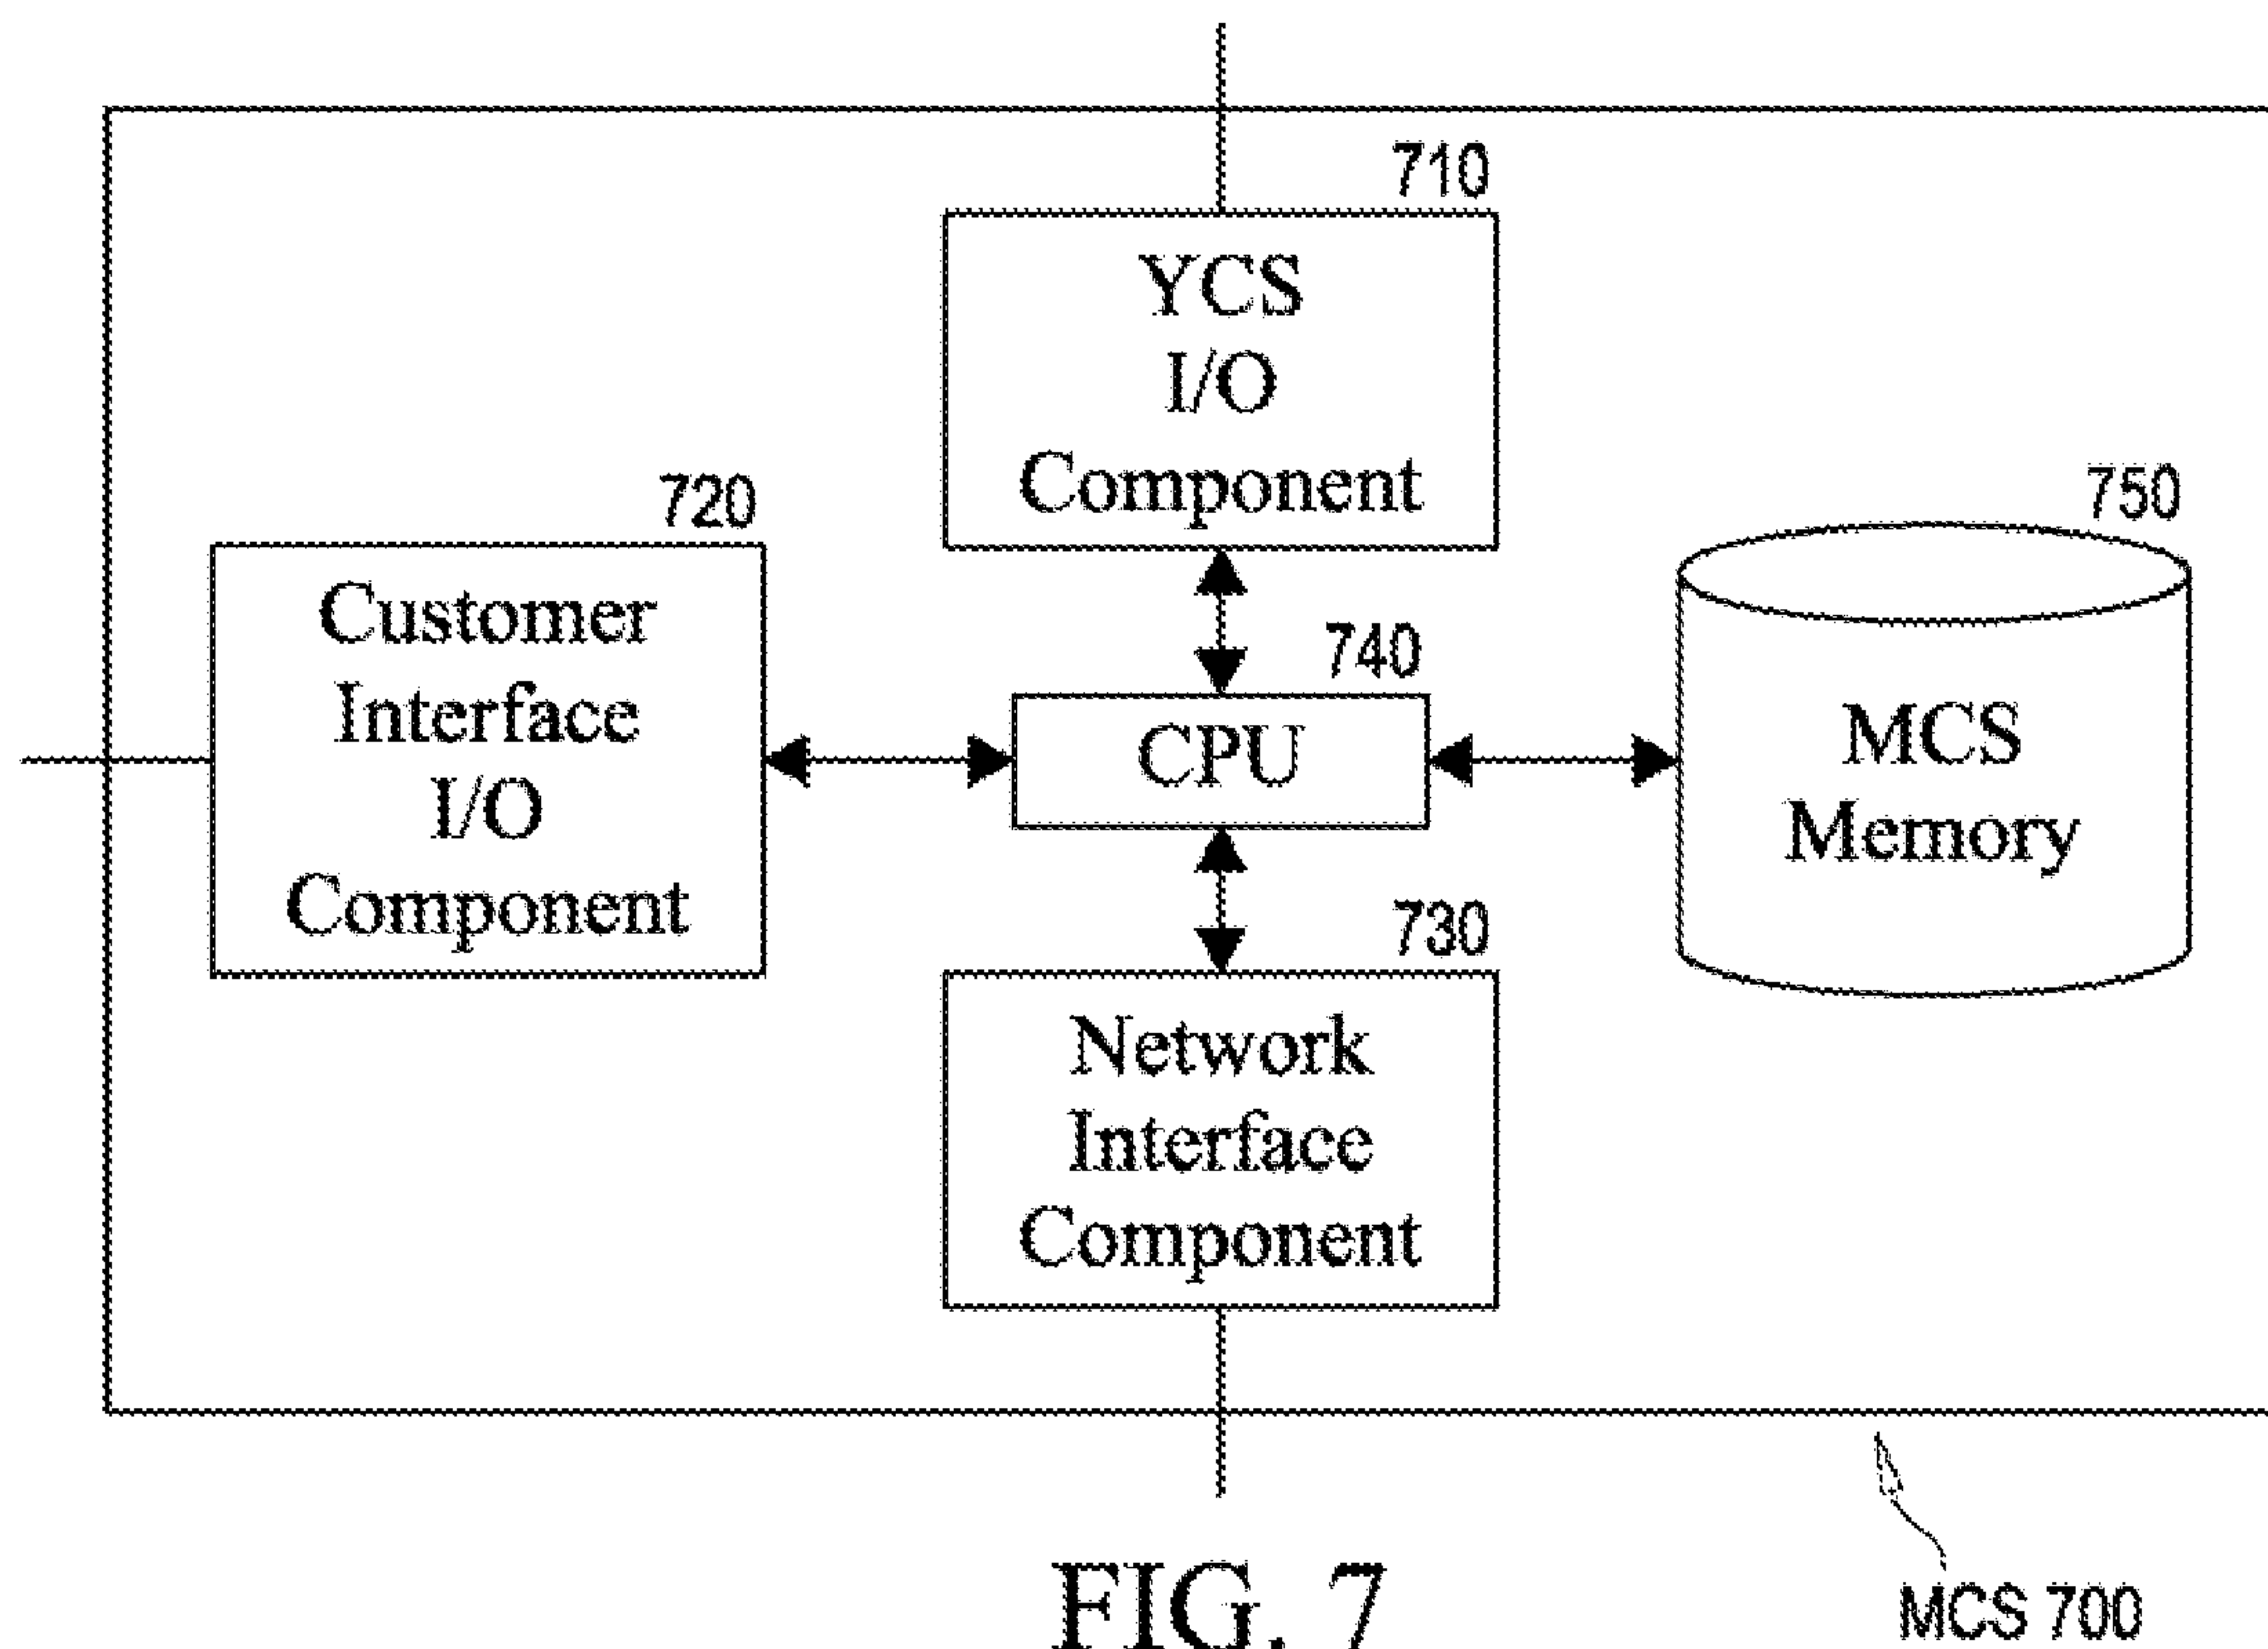 710
YCS
I/O
Component
720
Customer
Interface
I/O
Component
740
CPU
750
MCS
Memory
730
Network
Interface
Component
FIG. 7
MCS 700